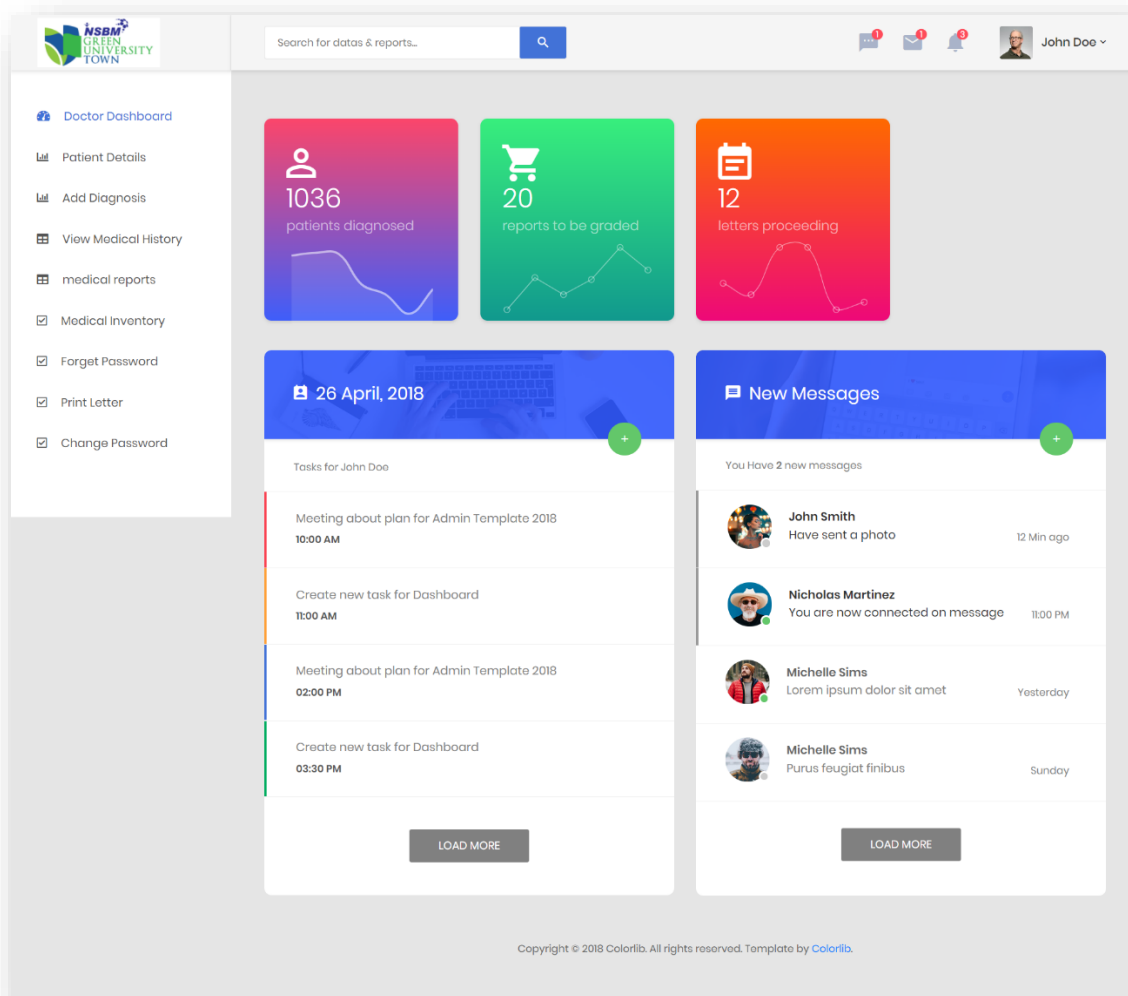 NSBM
GREEN
UNIVERSITY
TOWN
Search for datas & reports...
1
1
3
John Doe
Doctor Dashboard
Patient Details
Add Diagnosis
View Medical History
medical reports
Medical Inventory
Forget Password
Print Letter
Change Password
1036
patients diagnosed
20
reports to be graded
12
letters proceeding
26 April, 2018
+
Tasks for John Doe
Meeting about plan for Admin Template 2018
10:00 AM
Create new task for Dashboard
11:00 AM
Meeting about plan for Admin Template 2018
02:00 PM
Create new task for Dashboard
03:30 PM
LOAD MORE
New Messages
+
You Have 2 new messages
John Smith
Have sent a photo
12 Min ago
Nicholas Martinez
You are now connected on message
11:00 PM
Michelle Sims
Lorem ipsum dolor sit amet
Yesterday
Michelle Sims
Purus feugiat finibus
Sunday
LOAD MORE
Copyright © 2018 Colorlib. All rights reserved. Template by Colorlib.